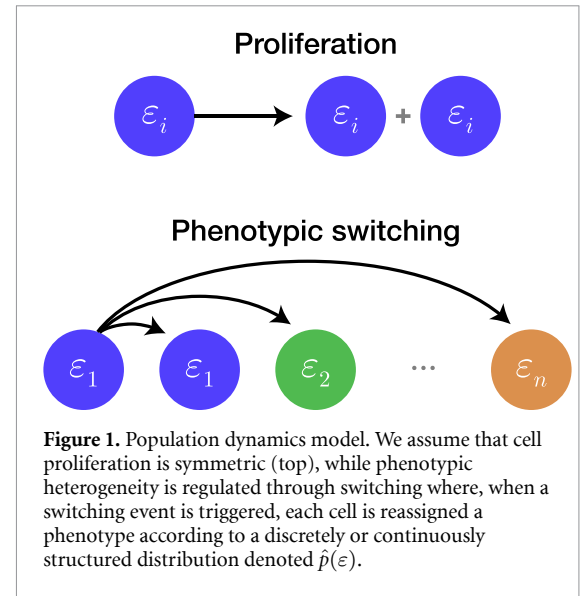 Proliferation
εᵢ εᵢ + εᵢ
Phenotypic switching
ε₁ ε₁ ε₂ ... εₙ
Figure 1. Population dynamics model. We assume that cell
proliferation is symmetric (top), while phenotypic
heterogeneity is regulated through switching where, when a
switching event is triggered, each cell is reassigned a
phenotype according to a discretely or continuously
structured distribution denoted p̂(ε).